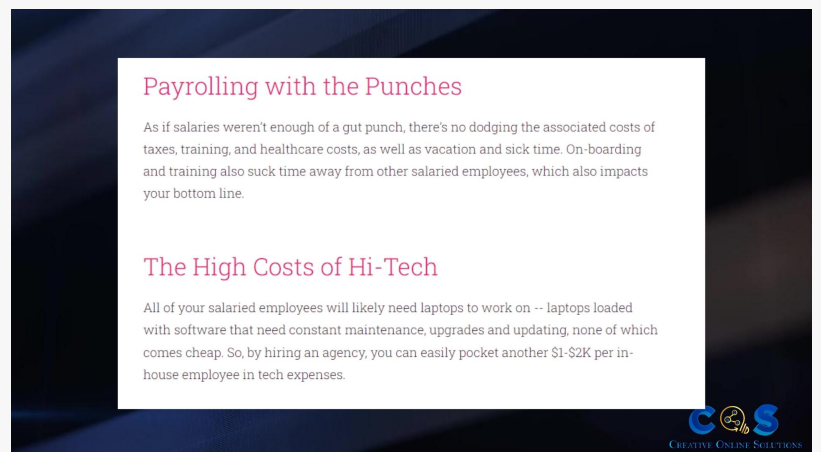 Payrolling with the Punches
As if salaries weren't enough of a gut punch, there's no dodging the associated costs of
taxes, training, and healthcare costs, as well as vacation and sick time. On-boarding
and training also suck time away from other salaried employees, which also impacts
your bottom line.
The High Costs of Hi-Tech
All of your salaried employees will likely need laptops to work on -- laptops loaded
with software that need constant maintenance, upgrades and updating, none of which
comes cheap. So, by hiring an agency, you can easily pocket another $1-$2K per in-
house employee in tech expenses.
COS
Creative Online Solutions